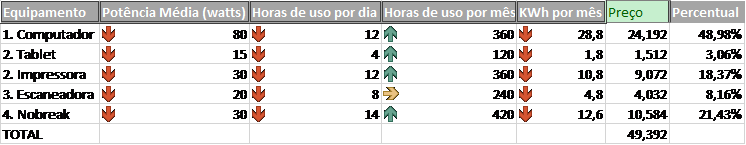 Equipamento Potência Média (watts) Horas de uso por dia Horas de uso por mês KWh por mês Preço Percentual
1. Computador 80 12 360 28,8 24,192 48,98%
2. Tablet 15 4 120 1,8 1,512 3,06%
2. Impressora 30 12 360 10,8 9,072 18,37%
3. Escaneadora 20 8 240 4,8 4,032 8,16%
4. Nobreak 30 14 420 12,6 10,584 21,43%
TOTAL 49,392